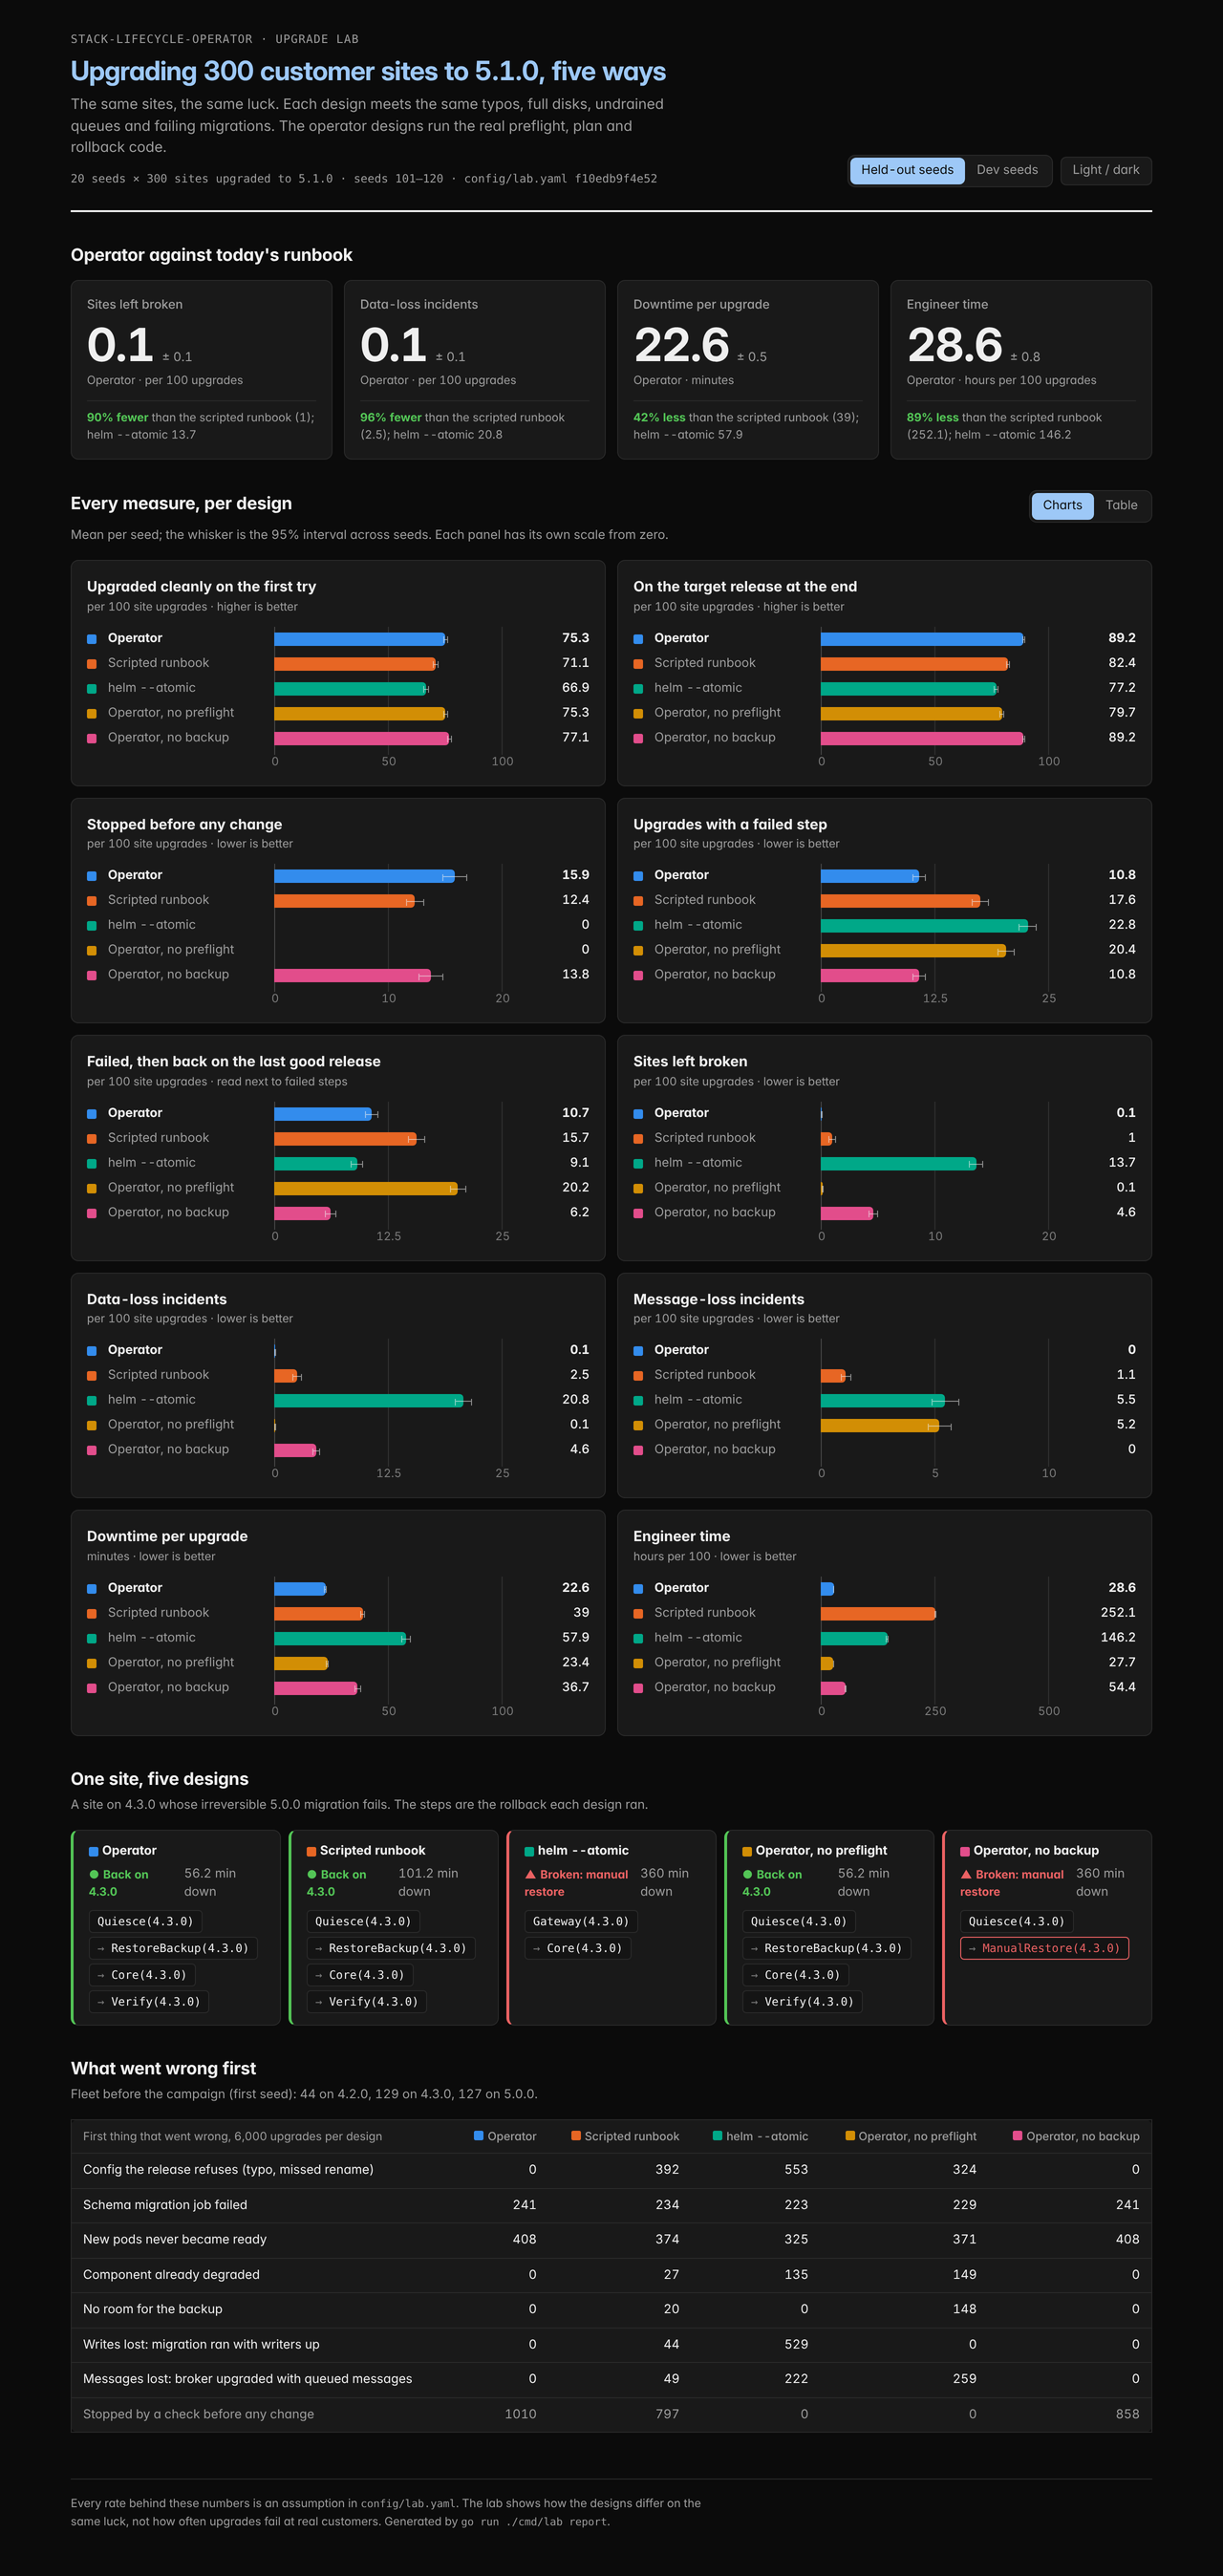 STACK-LIFECYCLE-OPERATOR · UPGRADE LAB
Upgrading 300 customer sites to 5.1.0, five ways
The same sites, the same luck. Each design meets the same typos, full disks, undrained
queues and failing migrations. The operator designs run the real preflight, plan and
rollback code.
20 seeds × 300 sites upgraded to 5.1.0 · seeds 101–120 · config/lab.yaml f10edb9f4e52
Held-out seeds Dev seeds Light / dark
Operator against today's runbook
Sites left broken
0.1 ± 0.1
Operator · per 100 upgrades
90% fewer than the scripted runbook (1);
helm --atomic 13.7
Data-loss incidents
0.1 ± 0.1
Operator · per 100 upgrades
96% fewer than the scripted runbook
(2.5); helm --atomic 20.8
Downtime per upgrade
22.6 ± 0.5
Operator · minutes
42% less than the scripted runbook (39);
helm --atomic 57.9
Engineer time
28.6 ± 0.8
Operator · hours per 100 upgrades
89% less than the scripted runbook
(252.1); helm --atomic 146.2
Every measure, per design
Charts Table
Mean per seed; the whisker is the 95% interval across seeds. Each panel has its own scale from zero.
Upgraded cleanly on the first try
per 100 site upgrades · higher is better
Operator 75.3
Scripted runbook 71.1
helm --atomic 66.9
Operator, no preflight 75.3
Operator, no backup 77.1
0 50 100
On the target release at the end
per 100 site upgrades · higher is better
Operator 89.2
Scripted runbook 82.4
helm --atomic 77.2
Operator, no preflight 79.7
Operator, no backup 89.2
0 50 100
Stopped before any change
per 100 site upgrades · lower is better
Operator 15.9
Scripted runbook 12.4
helm --atomic 0
Operator, no preflight 0
Operator, no backup 13.8
0 10 20
Upgrades with a failed step
per 100 site upgrades · lower is better
Operator 10.8
Scripted runbook 17.6
helm --atomic 22.8
Operator, no preflight 20.4
Operator, no backup 10.8
0 12.5 25
Failed, then back on the last good release
per 100 site upgrades · read next to failed steps
Operator 10.7
Scripted runbook 15.7
helm --atomic 9.1
Operator, no preflight 20.2
Operator, no backup 6.2
0 12.5 25
Sites left broken
per 100 site upgrades · lower is better
Operator 0.1
Scripted runbook 1
helm --atomic 13.7
Operator, no preflight 0.1
Operator, no backup 4.6
0 10 20
Data-loss incidents
per 100 site upgrades · lower is better
Operator 0.1
Scripted runbook 2.5
helm --atomic 20.8
Operator, no preflight 0.1
Operator, no backup 4.6
0 12.5 25
Message-loss incidents
per 100 site upgrades · lower is better
Operator 0
Scripted runbook 1.1
helm --atomic 5.5
Operator, no preflight 5.2
Operator, no backup 0
0 5 10
Downtime per upgrade
minutes · lower is better
Operator 22.6
Scripted runbook 39
helm --atomic 57.9
Operator, no preflight 23.4
Operator, no backup 36.7
0 50 100
Engineer time
hours per 100 · lower is better
Operator 28.6
Scripted runbook 252.1
helm --atomic 146.2
Operator, no preflight 27.7
Operator, no backup 54.4
0 250 500
One site, five designs
A site on 4.3.0 whose irreversible 5.0.0 migration fails. The steps are the rollback each design ran.
Operator
● Back on 56.2 min
4.3.0 down
Quiesce(4.3.0)
→ RestoreBackup(4.3.0)
→ Core(4.3.0)
→ Verify(4.3.0)
Scripted runbook
● Back on 101.2 min
4.3.0 down
Quiesce(4.3.0)
→ RestoreBackup(4.3.0)
→ Core(4.3.0)
→ Verify(4.3.0)
helm --atomic
▲ Broken: manual 360 min
restore down
Gateway(4.3.0)
→ Core(4.3.0)
Operator, no preflight
● Back on 56.2 min
4.3.0 down
Quiesce(4.3.0)
→ RestoreBackup(4.3.0)
→ Core(4.3.0)
→ Verify(4.3.0)
Operator, no backup
▲ Broken: manual 360 min
restore down
Quiesce(4.3.0)
→ ManualRestore(4.3.0)
What went wrong first
Fleet before the campaign (first seed): 44 on 4.2.0, 129 on 4.3.0, 127 on 5.0.0.
First thing that went wrong, 6,000 upgrades per design Operator Scripted runbook helm --atomic Operator, no preflight Operator, no backup
Config the release refuses (typo, missed rename) 0 392 553 324 0
Schema migration job failed 241 234 223 229 241
New pods never became ready 408 374 325 371 408
Component already degraded 0 27 135 149 0
No room for the backup 0 20 0 148 0
Writes lost: migration ran with writers up 0 44 529 0 0
Messages lost: broker upgraded with queued messages 0 49 222 259 0
Stopped by a check before any change 1010 797 0 0 858
Every rate behind these numbers is an assumption in config/lab.yaml. The lab shows how the designs differ on the
same luck, not how often upgrades fail at real customers. Generated by go run ./cmd/lab report.